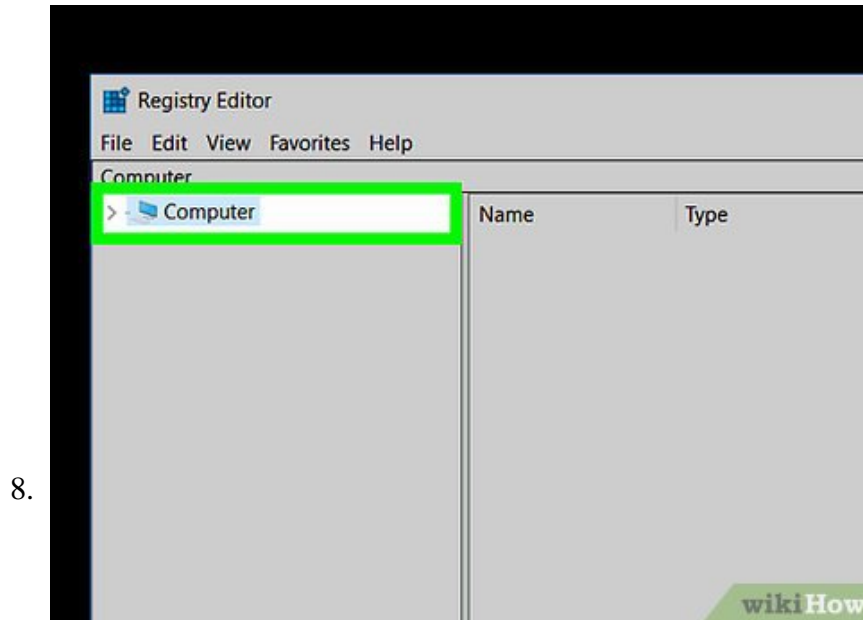 Registry Editor
File Edit View Favorites Help
Computer
Computer
Name Type
8.
wikiHow